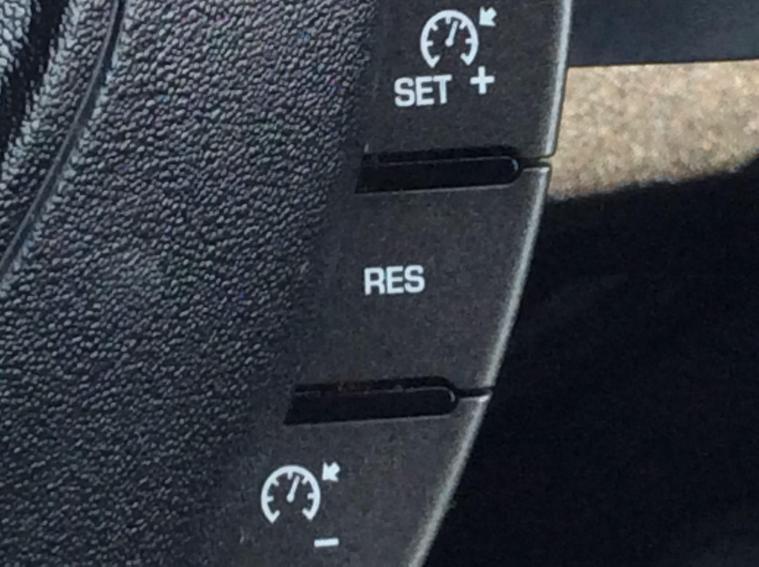 SET +
RES
–